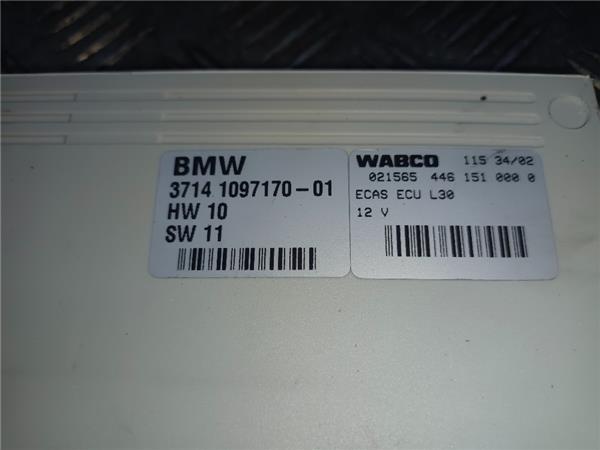 BMW
3714 1097170-01
HW 10
SW 11
WABCO 115 34/02
021565 446 151 000 0
ECAS ECU L30
12 V